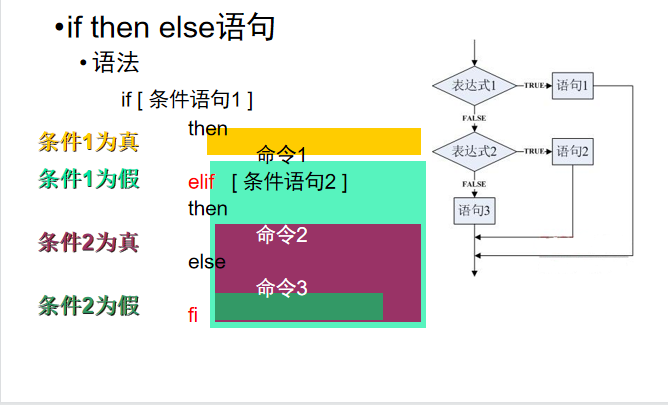 •if then else语句
• 语法
if [ 条件语句1 ]
then
条件1为真
命令1
条件1为假
elif [ 条件语句2 ]
then
条件2为真
命令2
else
命令3
条件2为假
fi
表达式1
TRUE
语句1
FALSE
表达式2
TRUE
语句2
FALSE
语句3